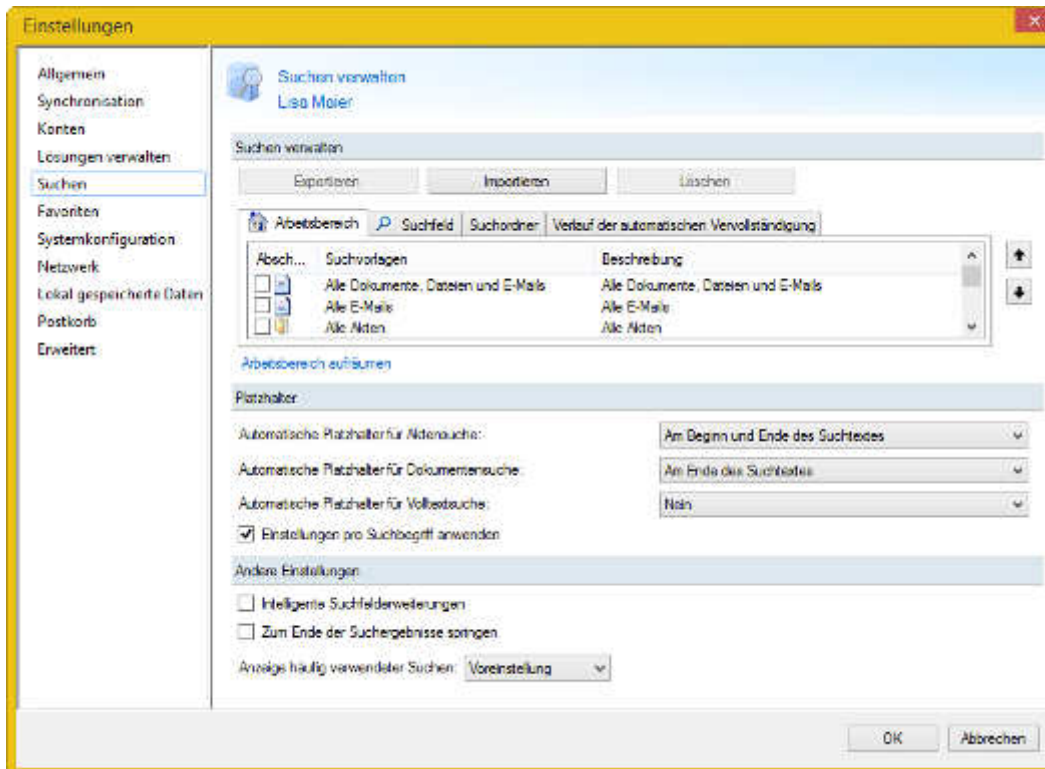 Einstellungen
Allgemein
Synchronisation
Konten
Lösungen verwalten
Suchen
Favoriten
Systemkonfiguration
Netzwerk
Lokal gespeicherte Daten
Postkorb
Erweitert
Suchen verwalten
Lisa Maier
Suchen verwalten
Exportieren Importieren Löschen
Arbeitsbereich Suchfeld Suchordner Verlauf der automatischen Vervollständigung
Absch... Suchvorlagen Beschreibung
Alle Dokumente, Dateien und E-Mails Alle Dokumente, Dateien und E-Mails
Alle E-Mails Alle E-Mails
Alle Akten Alle Akten
Arbeitsbereich aufräumen
Platzhalter
Automatische Platzhalter für Aktensuche: Am Beginn und Ende des Suchtextes
Automatische Platzhalter für Dokumentensuche: Am Ende des Suchtextes
Automatische Platzhalter für Volltextsuche: Nein
Einstellungen pro Suchbegriff anwenden
Andere Einstellungen
Intelligente Suchfelderweiterungen
Zum Ende der Suchergebnisse springen
Anzeige häufig verwendeter Suchen: Voreinstellung
OK Abbrechen